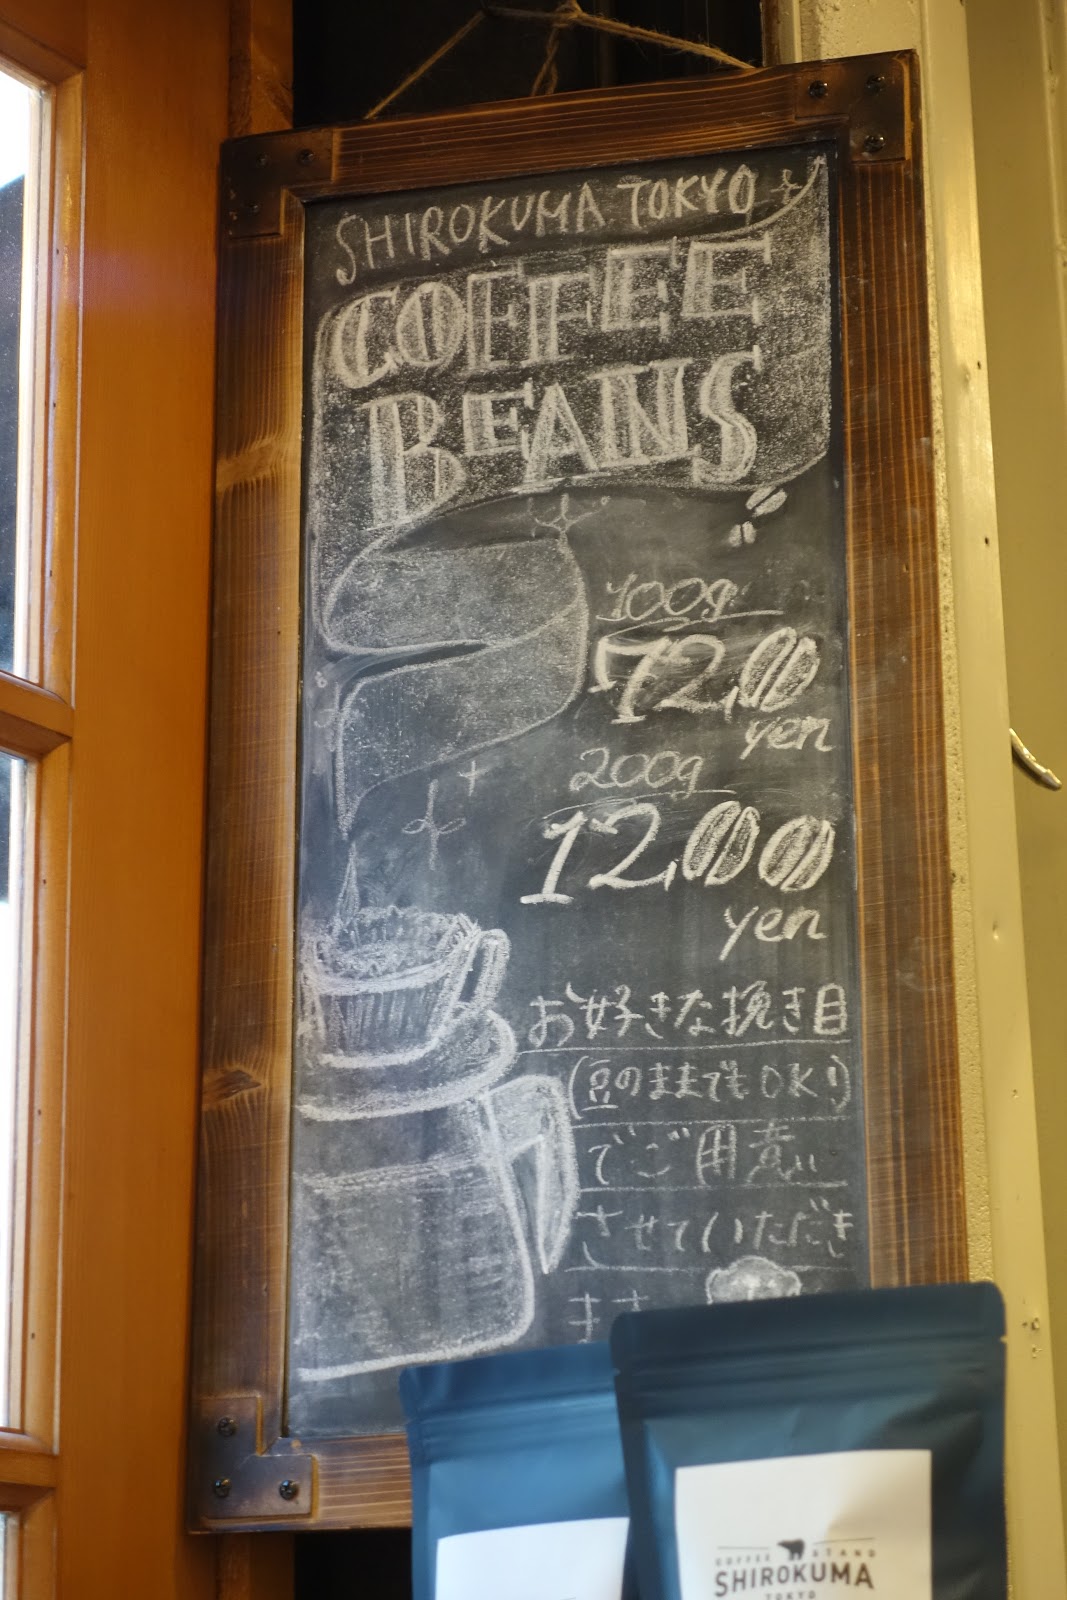 SHIROKUMA TOKYO
COFFEE
BEANS
100g
720
yen
200g
1200
yen
お好きな挽き目
(豆のままでもOK!)
でご用意
させていただき
ます
COFFEE STAND
SHIROKUMA
TOKYO